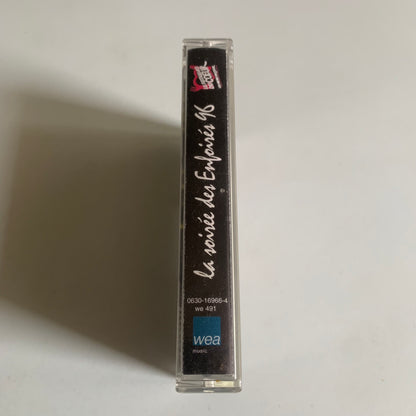 la soirée des Enfoirés 96
0630-16966-4
we 491
wea
music